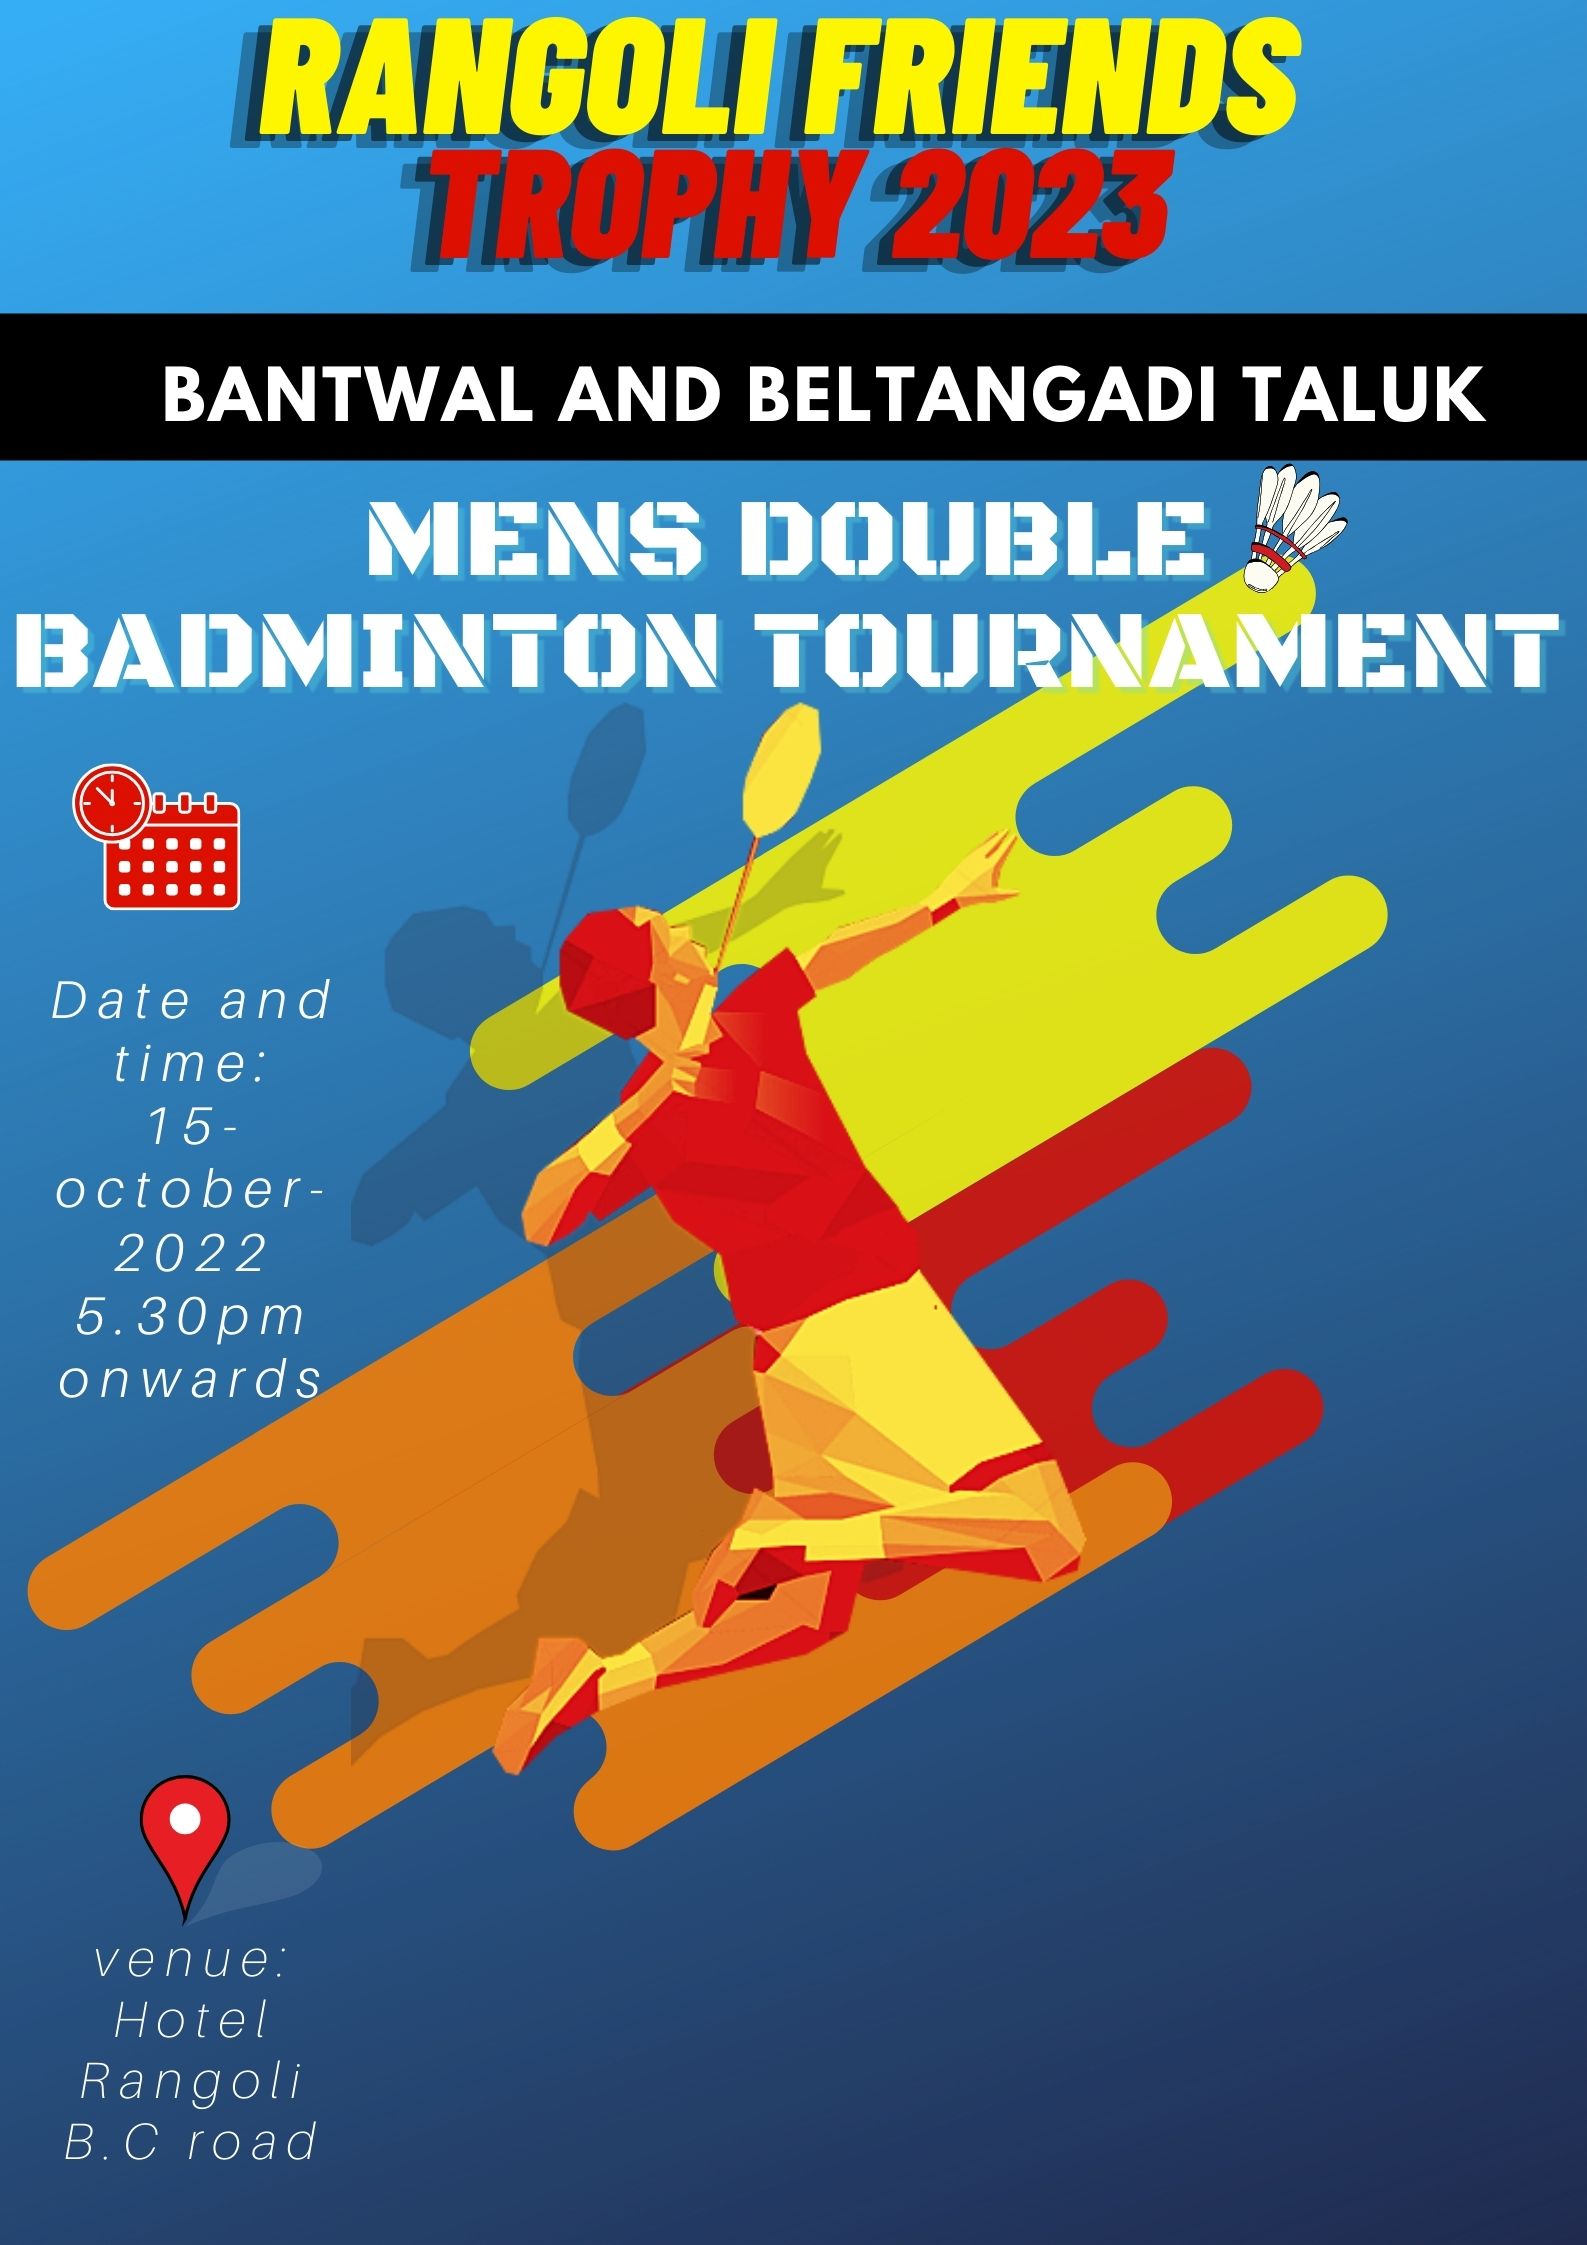 RANGOLI FRIENDS
TROPHY 2023
BANTWAL AND BELTANGADI TALUK
MENS DOUBLE
BADMINTON TOURNAMENT
Date and
time:
15-
october-
2022
5.30pm
onwards
venue:
Hotel
Rangoli
B.C road